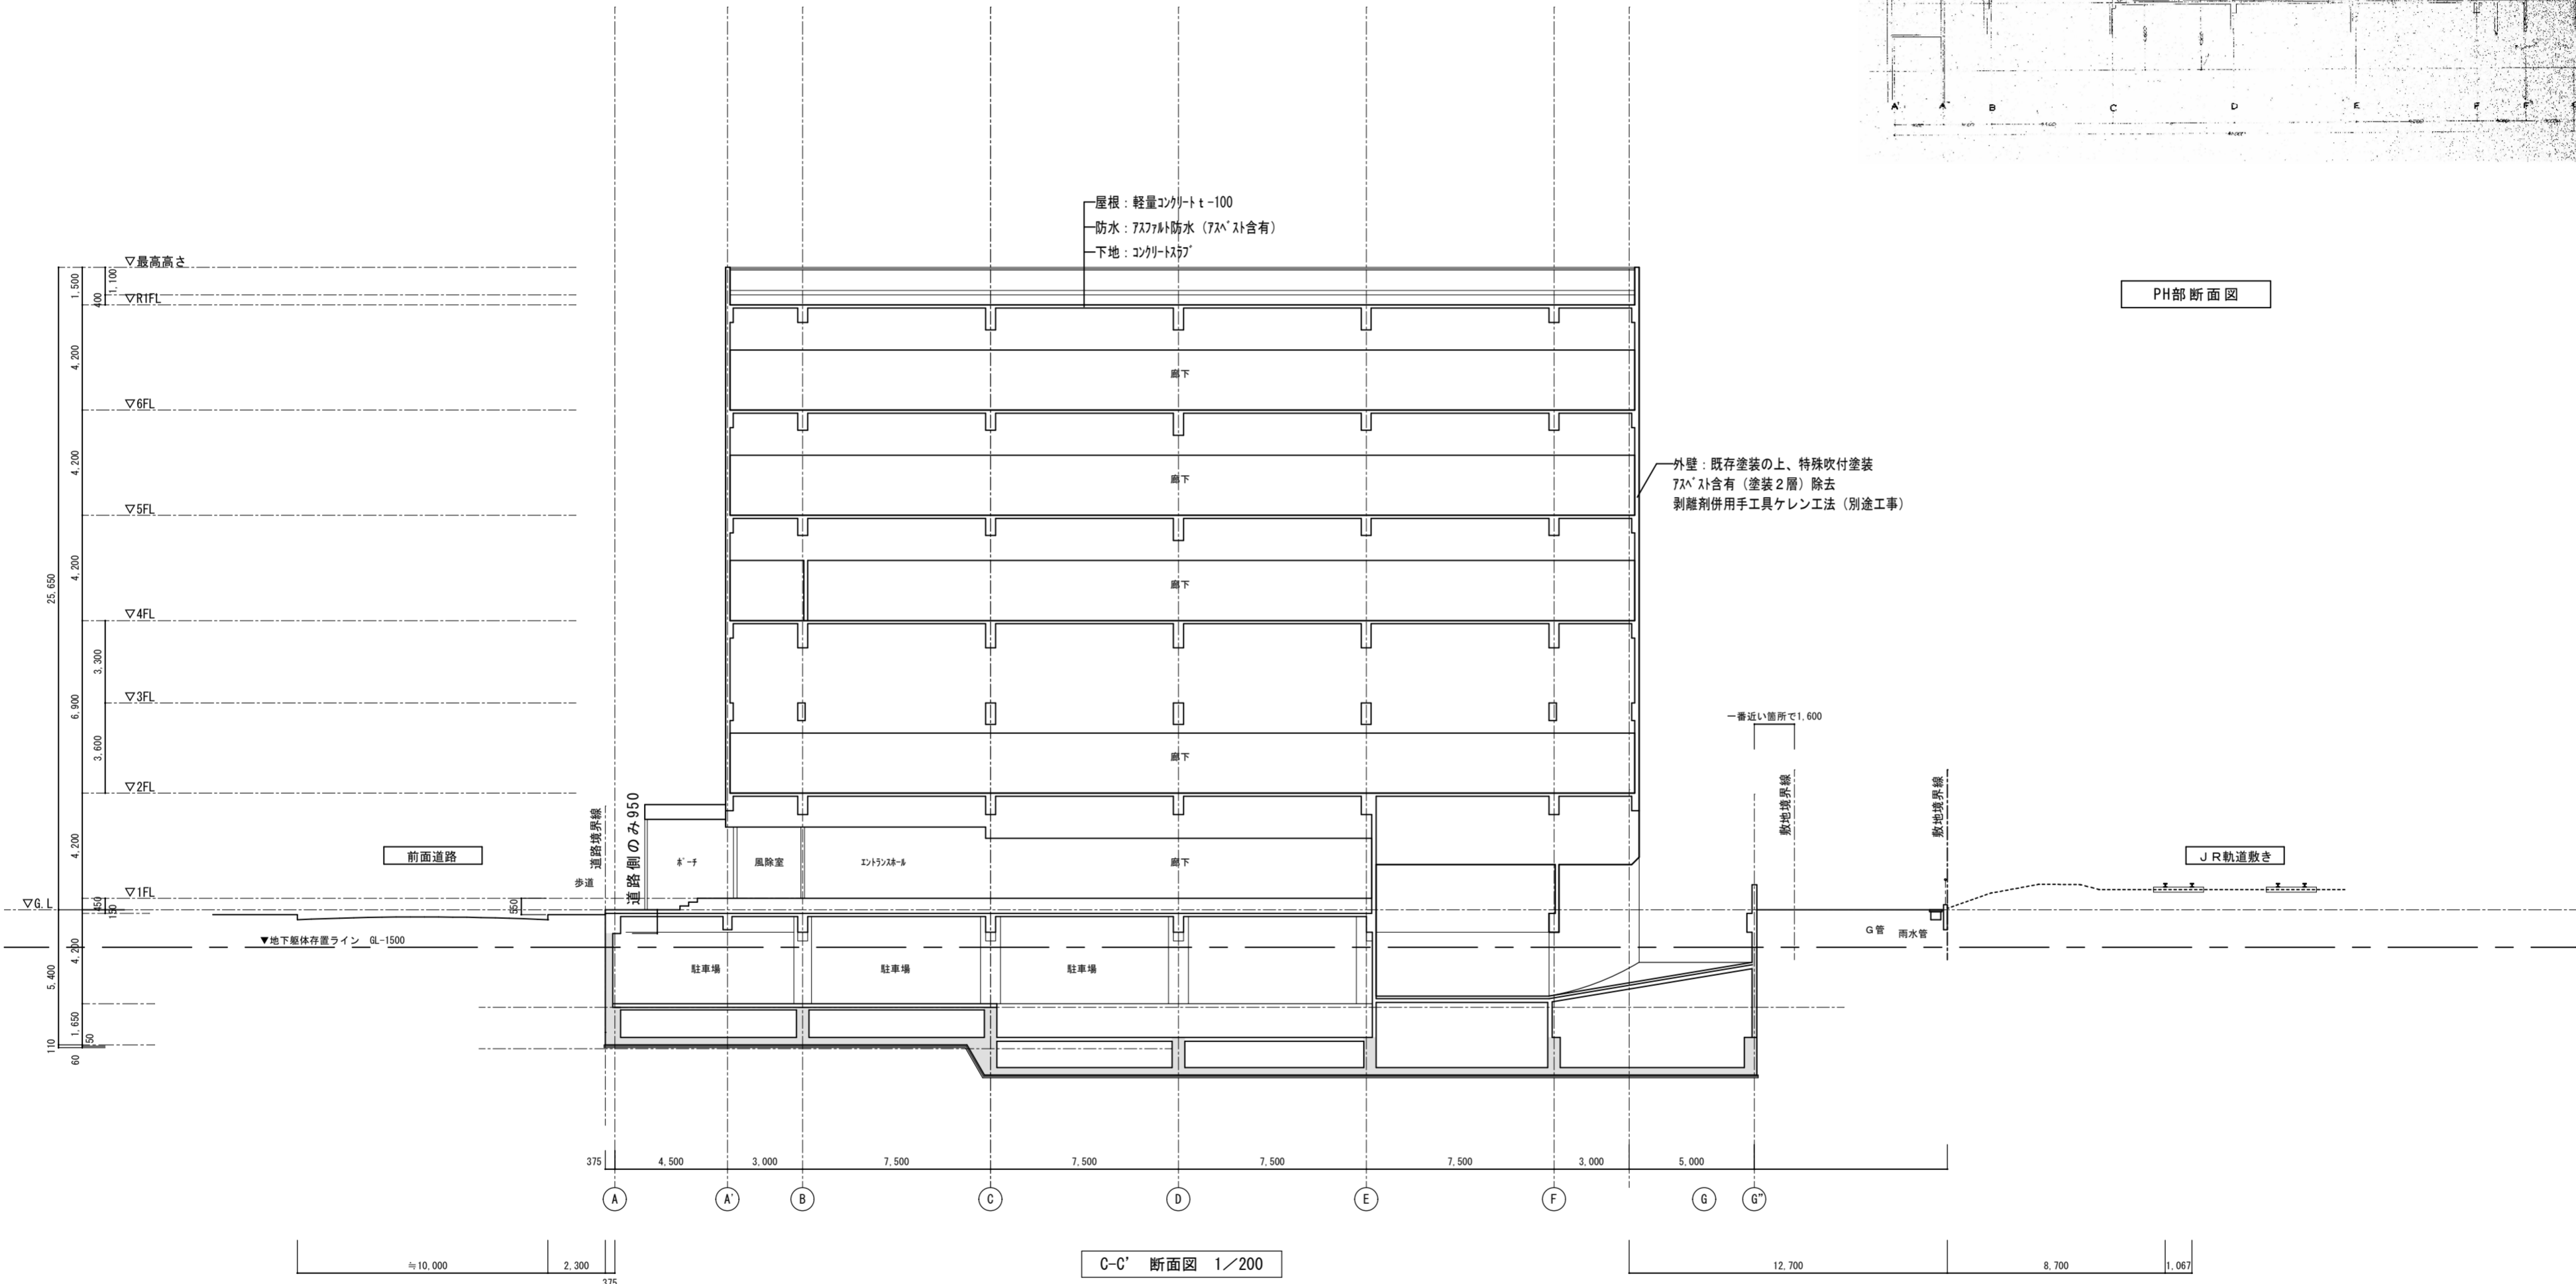 A'
A"
B
C
D
E
F
F'
屋根：軽量ｺﾝｸﾘｰﾄｔ-100
防水：ｱｽﾌｧﾙﾄ防水（ｱｽﾍﾞｽﾄ含有）
下地：ｺﾝｸﾘｰﾄｽﾗﾌﾞ
PH部断面図
▽最高高さ
▽R1FL
▽6FL
▽5FL
▽4FL
▽3FL
▽2FL
▽1FL
▽G.L
1,500
400
1,100
4,200
4,200
4,200
25,650
3,300
6,900
3,600
4,200
450
150
550
4,200
5,400
1,650
50
110
60
廊下
廊下
廊下
廊下
外壁：既存塗装の上、特殊吹付塗装
ｱｽﾍﾞｽﾄ含有（塗装２層）除去
剥離剤併用手工具ケレン工法（別途工事）
一番近い箇所で1,600
敷地境界線
敷地境界線
道路境界線
道路側のみ950
前面道路
歩道
ﾎﾟｰﾁ
風除室
ｴﾝﾄﾗﾝｽﾎｰﾙ
廊下
ＪＲ軌道敷き
▼地下躯体存置ライン　GL-1500
Ｇ管
雨水管
駐車場
駐車場
駐車場
375
4,500
3,000
7,500
7,500
7,500
7,500
3,000
5,000
A
A'
B
C
D
E
F
G
G"
≒10,000
2,300
375
C-C'　断面図　1／200
12,700
8,700
1,067